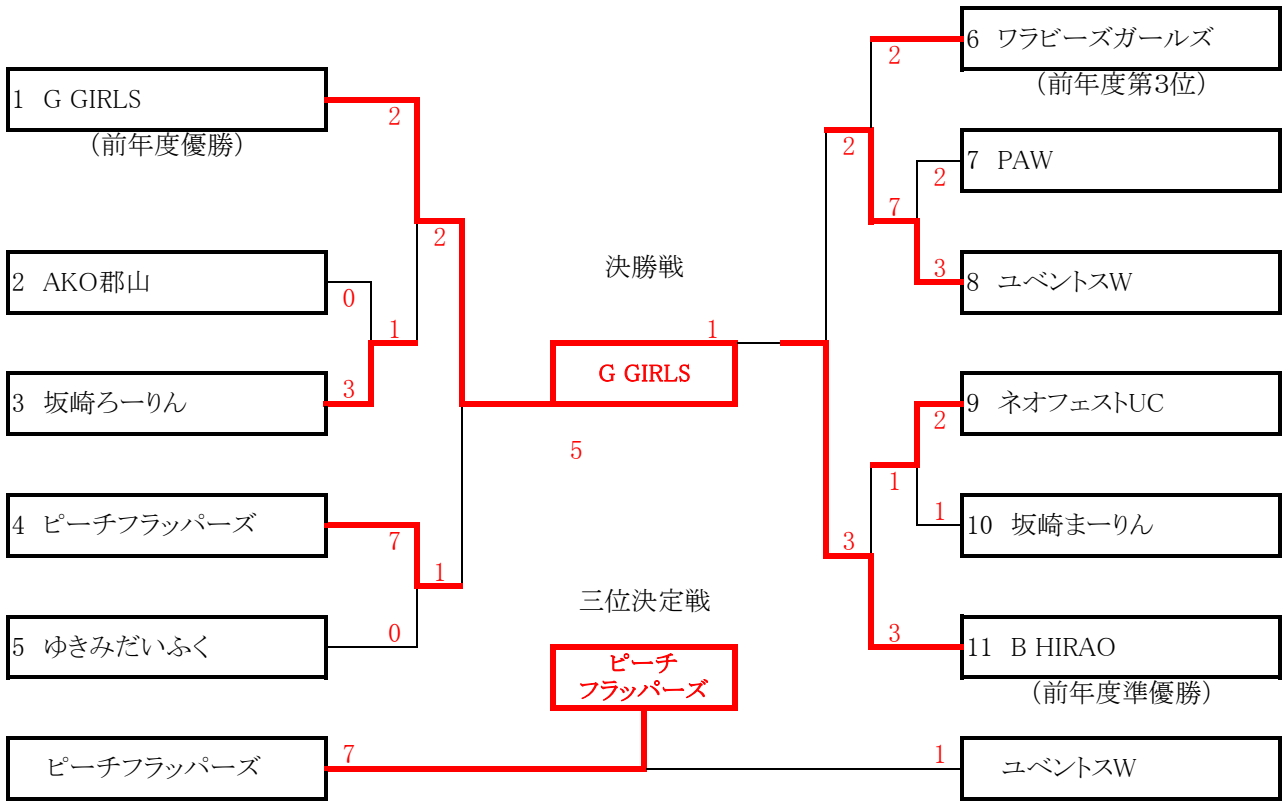 6 ワラビーズガールズ
2
(前年度第3位)
1 G GIRLS
2
(前年度優勝)
2
7 PAW
2
7
2
決勝戦
2 AKO郡山
0
3
8 ユベントスW
1
1
G GIRLS
3 坂崎ろーりん
3
9 ネオフェストUC
2
5
1
4 ピーチフラッパーズ
7
1
10 坂崎まーりん
3
1
三位決定戦
5 ゆきみだいふく
0
3
11 B HIRAO
(前年度準優勝)
ピーチ
フラッパーズ
ピーチフラッパーズ
7
1
ユベントスW